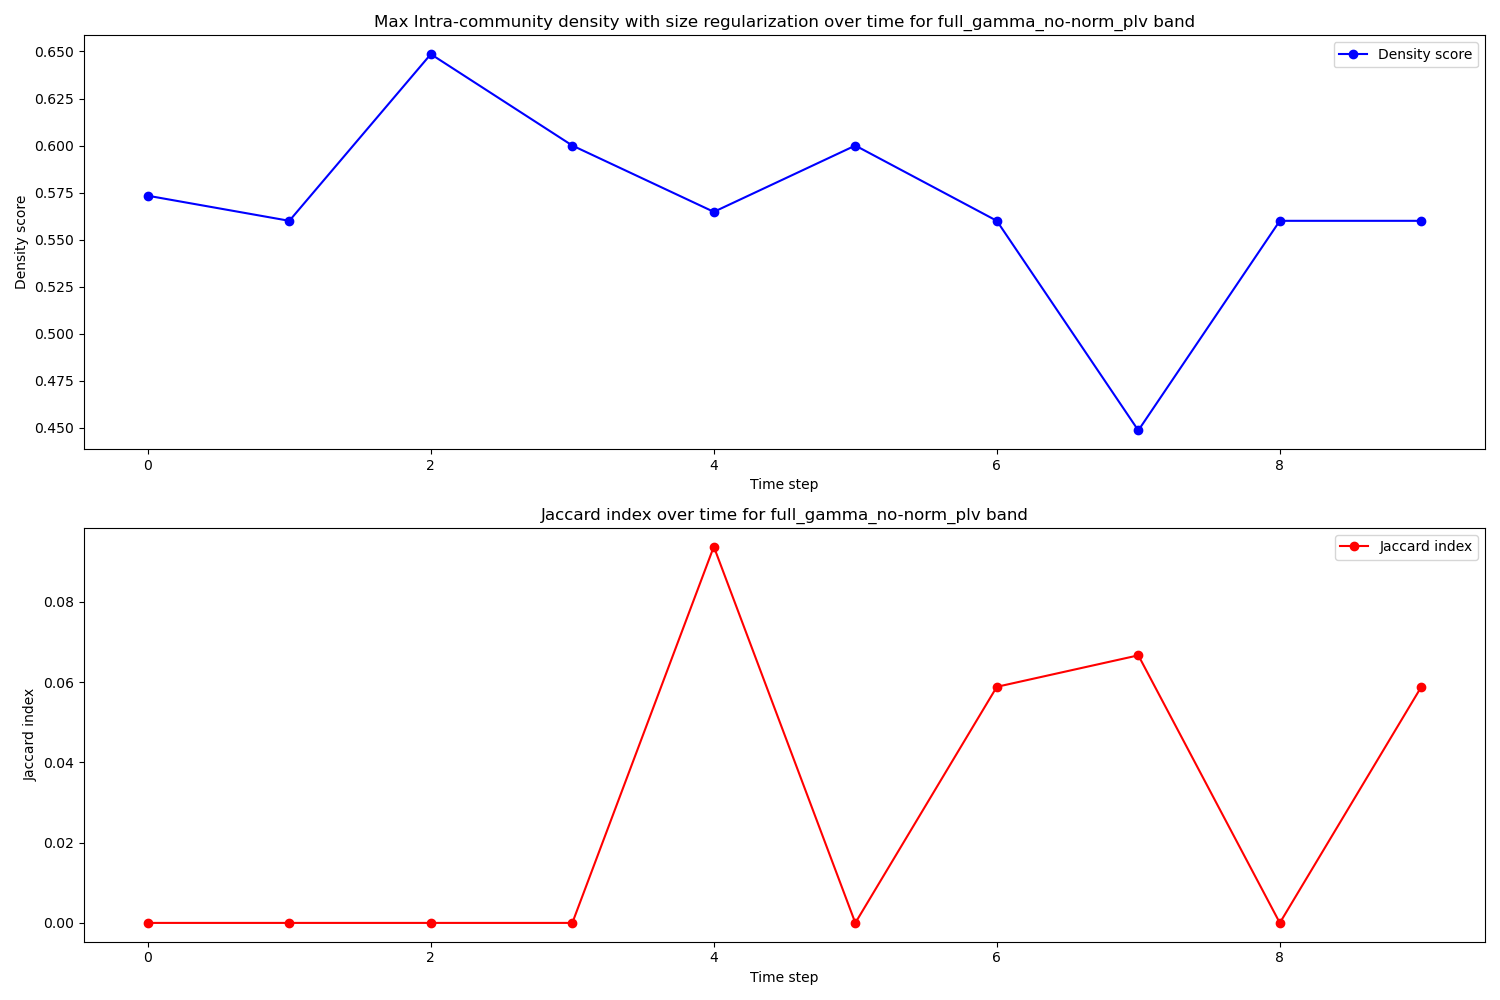 Max Intra-community density with size regularization over time for full_gamma_no-norm_plv band
Density score
0.650
0.625
0.600
0.575
0.550
0.525
0.500
0.475
0.450
Density score
0 2 4 6 8
Time step
Jaccard index over time for full_gamma_no-norm_plv band
Jaccard index
0.08
0.06
0.04
0.02
0.00
Jaccard index
0 2 4 6 8
Time step